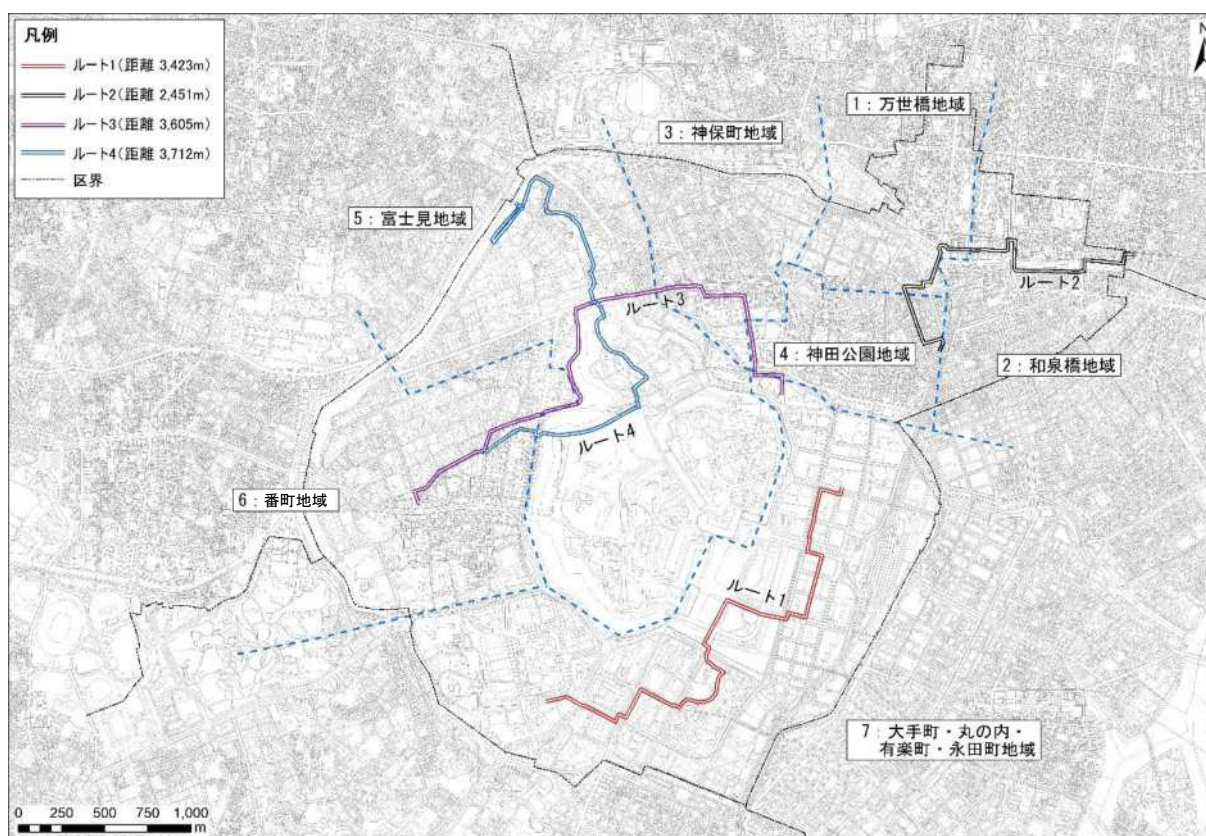 凡例
ルート1(距離 3,423m)
ルート2(距離 2,451m)
ルート3(距離 3,605m)
ルート4(距離 3,712m)
区界
N
1：万世橋地域
3：神保町地域
5：富士見地域
ルート2
ルート3
4：神田公園地域
2：和泉橋地域
ルート4
6：番町地域
ルート1
7：大手町・丸の内・
有楽町・永田町地域
0 250 500 750 1,000
m